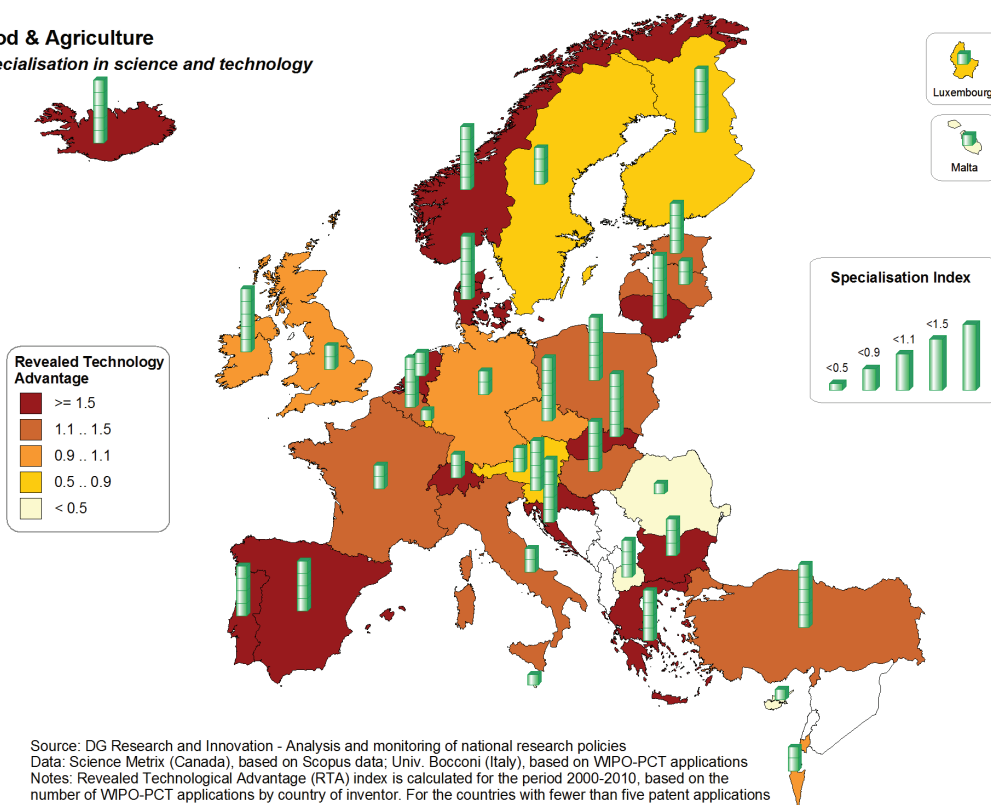 od & Agriculture
ecialisation in science and technology
Luxembourg
Malta
Specialisation Index
<0.5
<0.9
<1.1
<1.5
Revealed Technology
Advantage
>= 1.5
1.1 .. 1.5
0.9 .. 1.1
0.5 .. 0.9
< 0.5
Source: DG Research and Innovation - Analysis and monitoring of national research policies
Data: Science Metrix (Canada), based on Scopus data; Univ. Bocconi (Italy), based on WIPO-PCT applications
Notes: Revealed Technological Advantage (RTA) index is calculated for the period 2000-2010, based on the
number of WIPO-PCT applications by country of inventor. For the countries with fewer than five patent applications